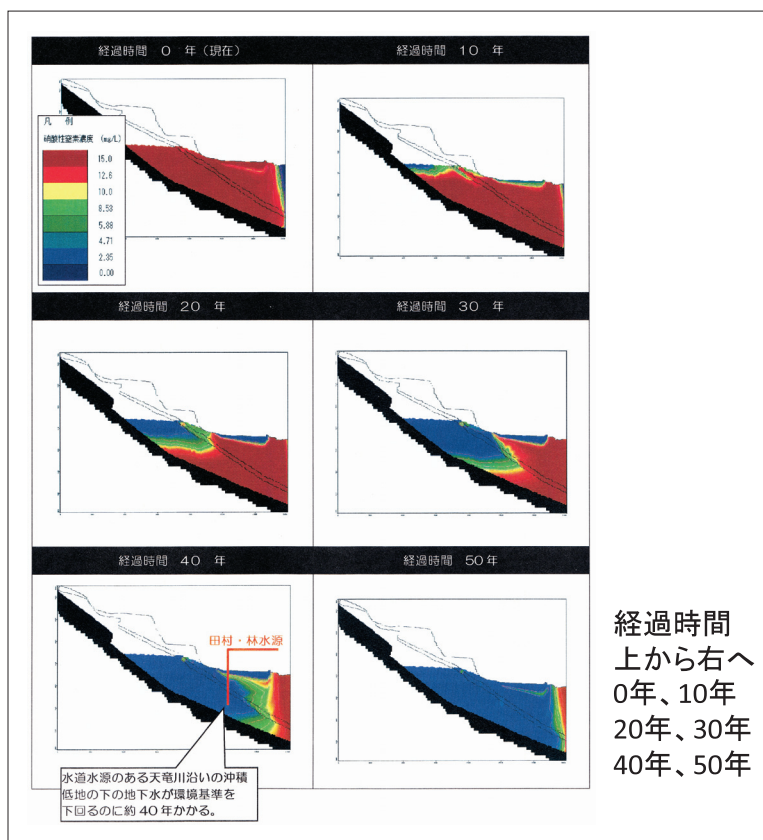 経過時間 0 年（現在）
経過時間 10 年
凡 例
硝酸性窒素濃度 (mg/L)
15.0
12.6
10.0
8.53
5.88
4.71
2.35
0.00
経過時間 20 年
経過時間 30 年
経過時間 40 年
経過時間 50年
田村・林水源
水道水源のある天竜川沿いの沖積
低地の下の地下水が環境基準を
下回るのに約 40 年かかる。
経過時間
上から右へ
0年、10年
20年、30年
40年、50年